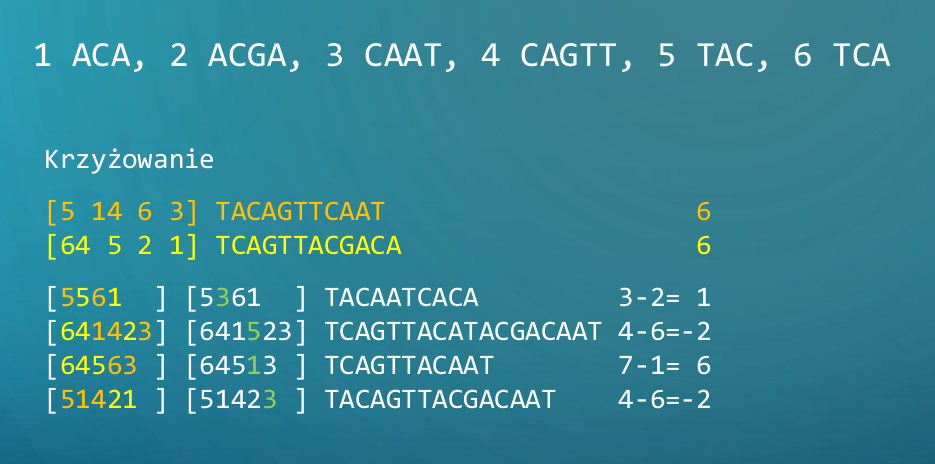 1 ACA, 2 ACGA, 3 CAAT, 4 CAGTT, 5 TAC, 6 TCA
Krzyżowanie
[5 14 6 3] TACAGTTCAAT 6
[64 5 2 1] TCAGTTACGACA 6
[5561 ] [5361 ] TACAATCACA 3-2= 1
[641423] [641523] TCAGTTACATACGACAAT 4-6=-2
[64563 ] [64513 ] TCAGTTACAAT 7-1= 6
[51421 ] [51423 ] TACAGTTACGACAAT 4-6=-2